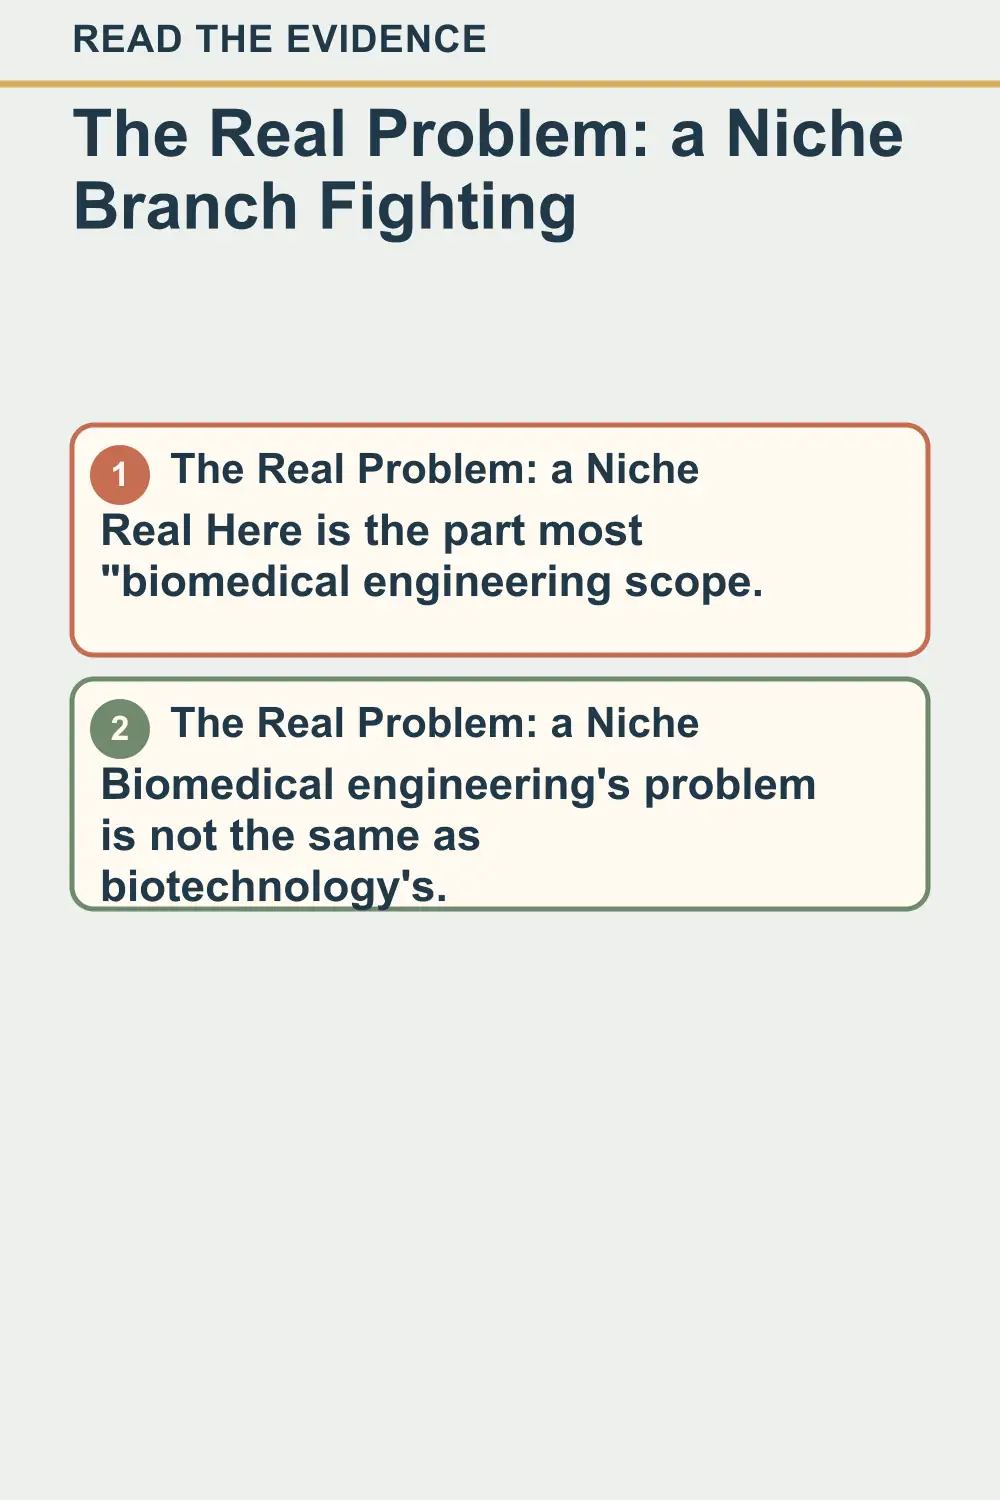 READ THE EVIDENCE
The Real Problem: a Niche
Branch Fighting
1
The Real Problem: a Niche
Real Here is the part most
"biomedical engineering scope.
2
The Real Problem: a Niche
Biomedical engineering's problem
is not the same as
biotechnology's.